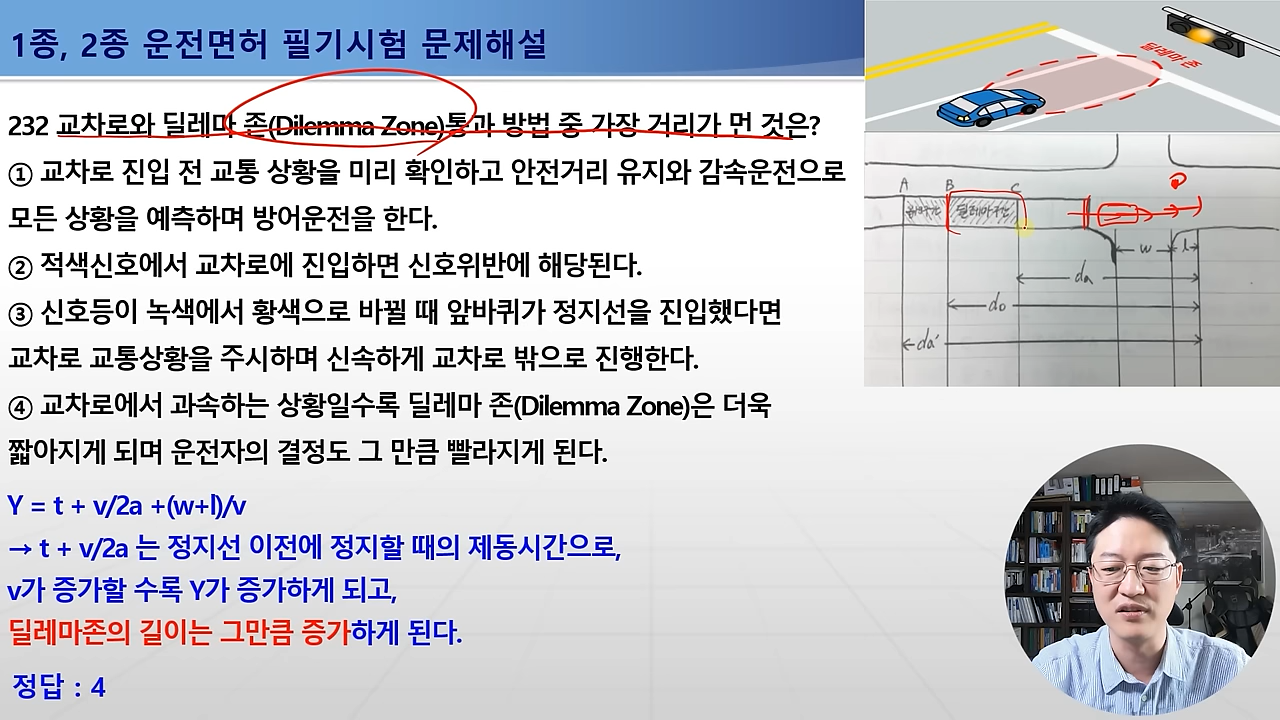 1종, 2종 운전면허 필기시험 문제해설
딜레마 존
232 교차로와 딜레마 존(Dilemma Zone)통과 방법 중 가장 거리가 먼 것은?
① 교차로 진입 전 교통 상황을 미리 확인하고 안전거리 유지와 감속운전으로
모든 상황을 예측하며 방어운전을 한다.
② 적색신호에서 교차로에 진입하면 신호위반에 해당된다.
③ 신호등이 녹색에서 황색으로 바뀔 때 앞바퀴가 정지선을 진입했다면
교차로 교통상황을 주시하며 신속하게 교차로 밖으로 진행한다.
④ 교차로에서 과속하는 상황일수록 딜레마 존(Dilemma Zone)은 더욱
짧아지게 되며 운전자의 결정도 그 만큼 빨라지게 된다.
Y = t + v/2a +(w+l)/v
→ t + v/2a 는 정지선 이전에 정지할 때의 제동시간으로,
v가 증가할 수록 Y가 증가하게 되고,
딜레마존의 길이는 그만큼 증가하게 된다.
정답 : 4
A B C
딜레마구간
w l
da
do
da'